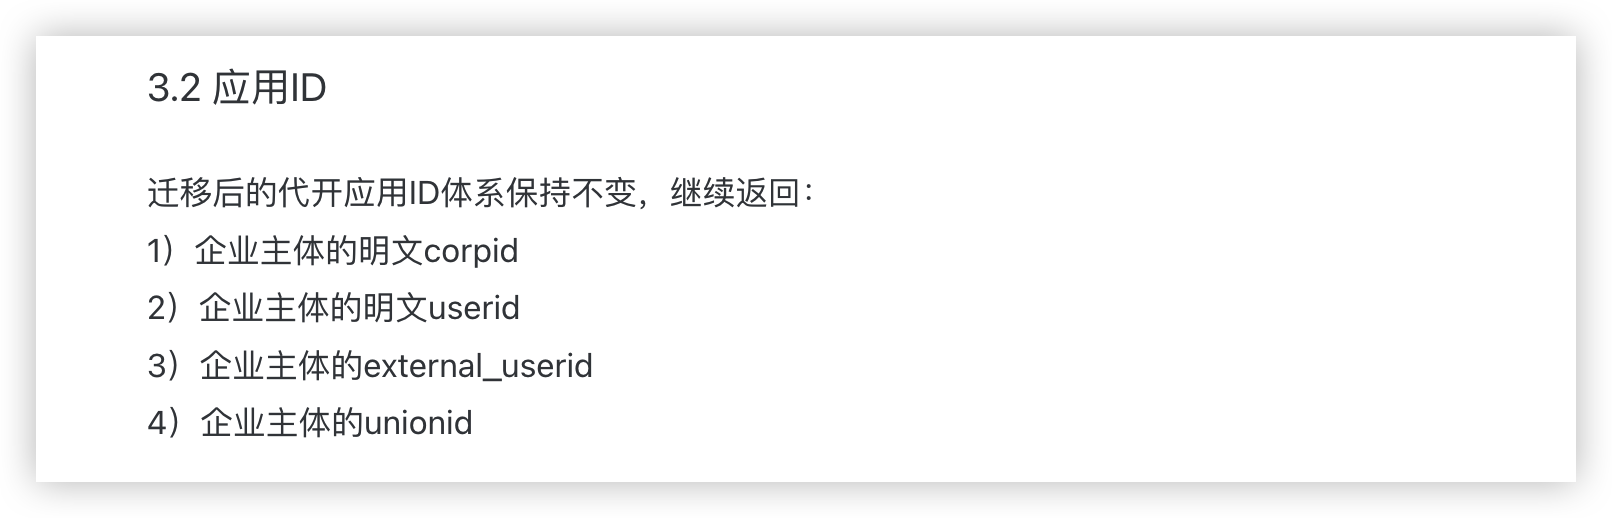 3.2 应用ID
迁移后的代开应用ID体系保持不变，继续返回：
1）企业主体的明文corpid
2）企业主体的明文userid
3）企业主体的external_userid
4）企业主体的unionid